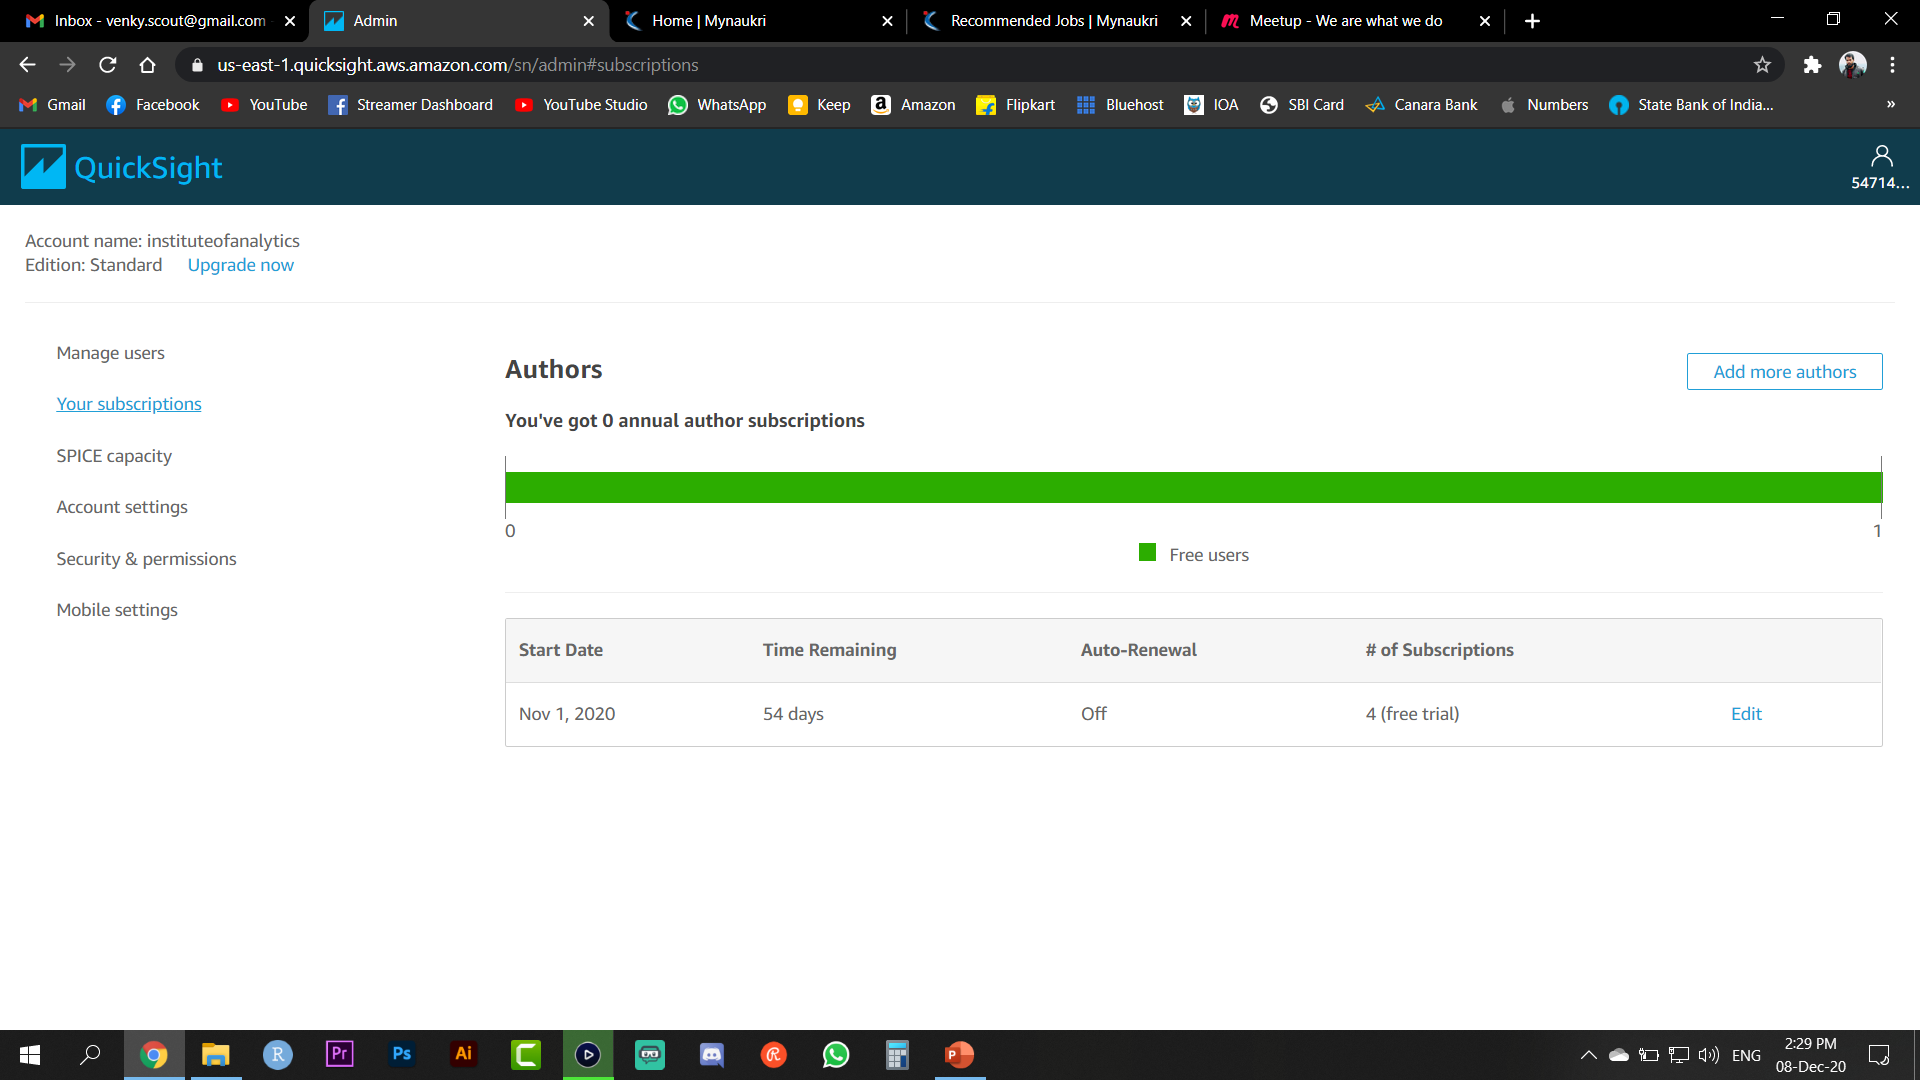 Inbox - venky.scout@gmail.com
Admin
Home | Mynaukri
Recommended Jobs | Mynaukri
Meetup - We are what we do
us-east-1.quicksight.aws.amazon.com/sn/admin#subscriptions
Gmail
Facebook
YouTube
Streamer Dashboard
YouTube Studio
WhatsApp
Keep
Amazon
Flipkart
Bluehost
IOA
SBI Card
Canara Bank
Numbers
State Bank of India...
»
QuickSight
54714...
Account name: instituteofanalytics
Edition: Standard Upgrade now
Manage users
Your subscriptions
SPICE capacity
Account settings
Security & permissions
Mobile settings
Authors
Add more authors
You've got 0 annual author subscriptions
0 1
Free users
Start Date Time Remaining Auto-Renewal # of Subscriptions
Nov 1, 2020 54 days Off 4 (free trial) Edit
R
Pr
Ps
Ai
C
R
P
ENG
2:29 PM
08-Dec-20